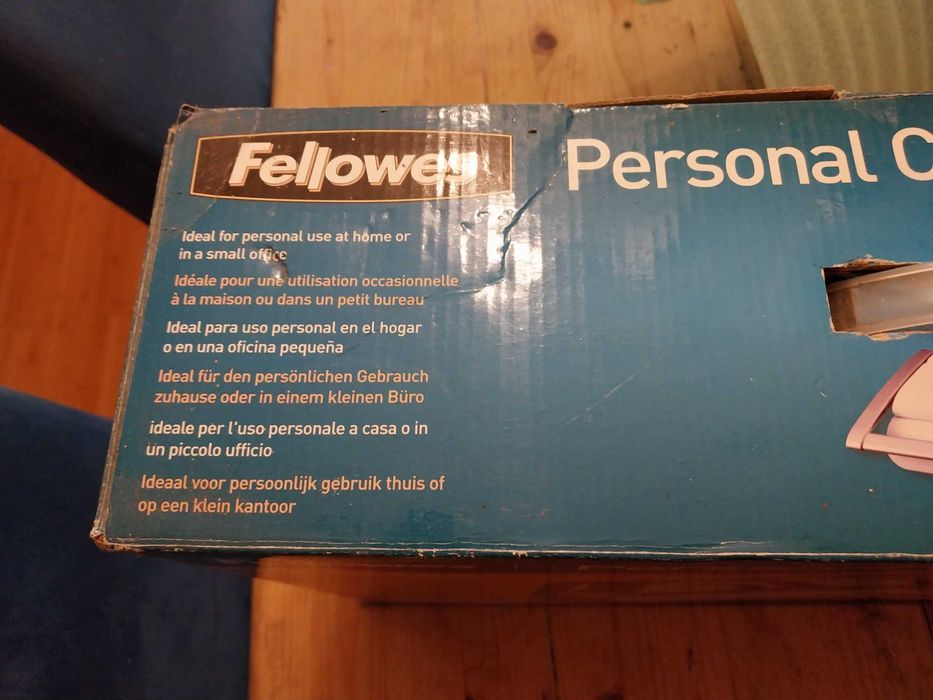 Fellowes
Personal C
Ideal for personal use at home or
in a small office
Idéale pour une utilisation occasionnelle
à la maison ou dans un petit bureau
Ideal para uso personal en el hogar
o en una oficina pequeña
Ideal für den persönlichen Gebrauch
zuhause oder in einem kleinen Büro
ideale per l'uso personale a casa o in
un piccolo ufficio
Ideaal voor persoonlijk gebruik thuis of
op een klein kantoor